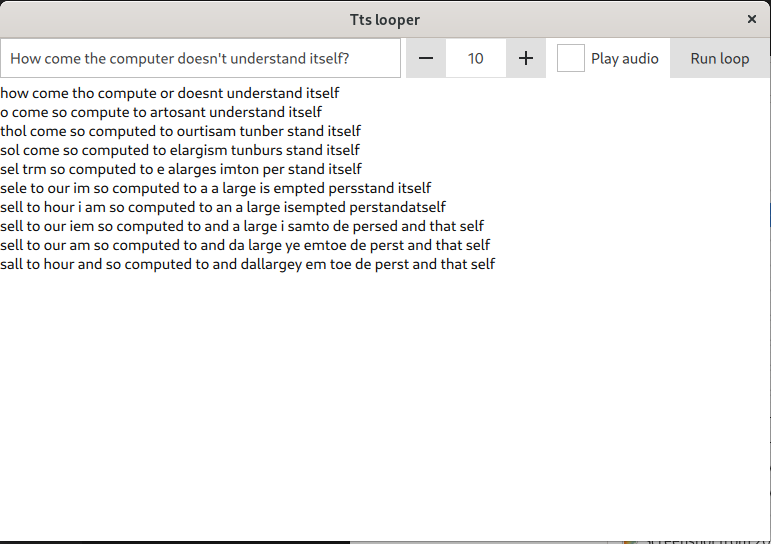 Tts looper
How come the computer doesn't understand itself? 10 Play audio Run loop
how come tho compute or doesnt understand itself
o come so compute to artosant understand itself
thol come so computed to ourtisam tunber stand itself
sol come so computed to elargism tunburs stand itself
sel trm so computed to e alarges imton per stand itself
sele to our im so computed to a a large is empted persstand itself
sell to hour i am so computed to an a large isempted perstandatself
sell to our iem so computed to and a large i samto de persed and that self
sell to our am so computed to and da large ye emtoe de perst and that self
sall to hour and so computed to and dallargey em toe de perst and that self